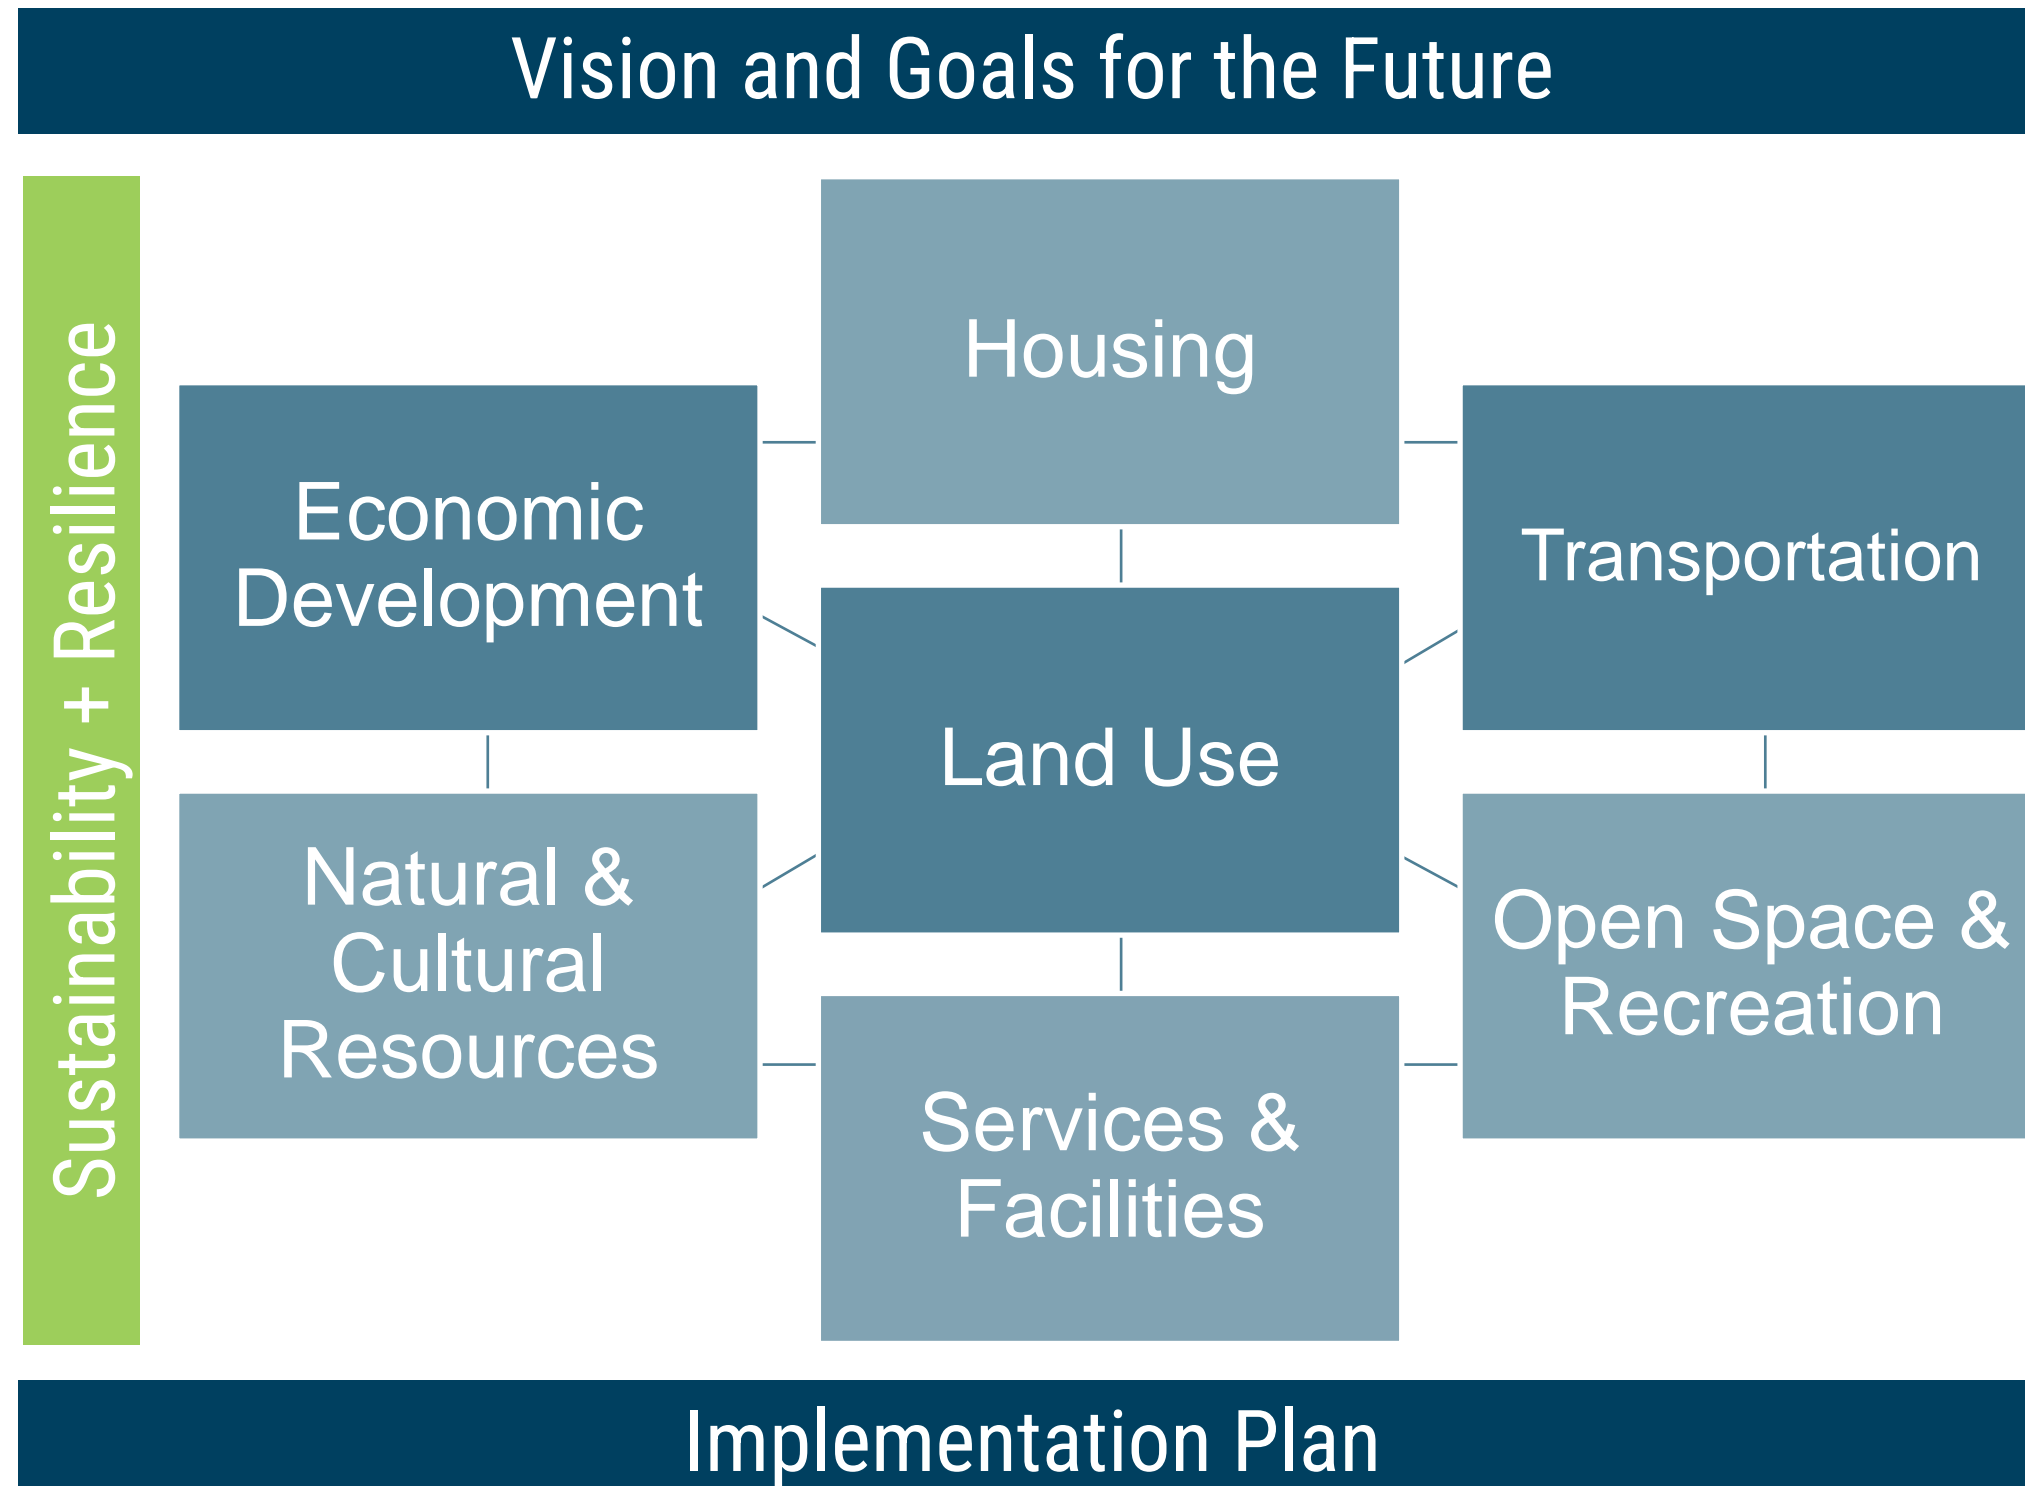 Vision and Goals for the Future
Sustainability + Resilience
Housing
Economic
Development
Transportation
Land Use
Natural &
Cultural
Resources
Open Space &
Recreation
Services &
Facilities
Implementation Plan